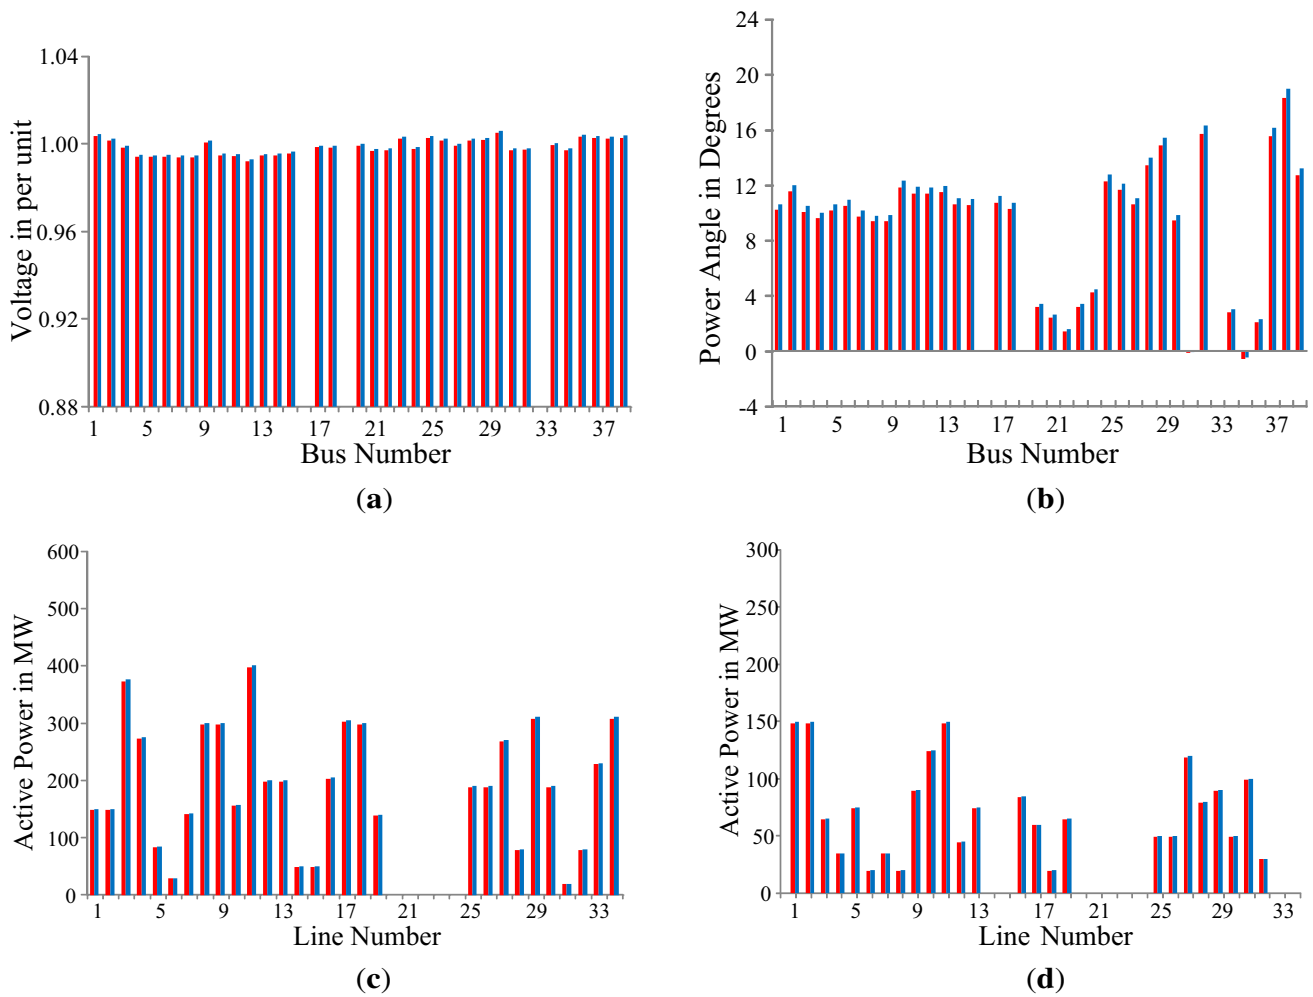 1.04
1.00
0.96
0.92
0.88
Voltage in per unit
1 5 9 13 17 21 25 29 33 37
Bus Number
(a)
24
20
16
12
8
4
0
-4
Power Angle in Degrees
1 5 9 13 17 21 25 29 33 37
Bus Number
(b)
600
500
400
300
200
100
0
Active Power in MW
1 5 9 13 17 21 25 29 33
Line Number
(c)
300
250
200
150
100
50
0
Active Power in MW
1 5 9 13 17 21 25 29 33
Line Number
(d)